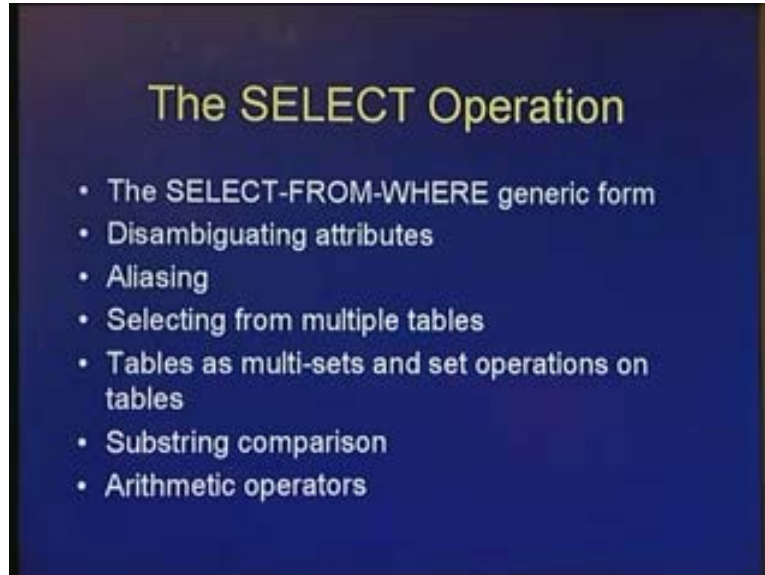 The SELECT Operation
• The SELECT-FROM-WHERE generic form
• Disambiguating attributes
• Aliasing
• Selecting from multiple tables
• Tables as multi-sets and set operations on
tables
• Substring comparison
• Arithmetic operators